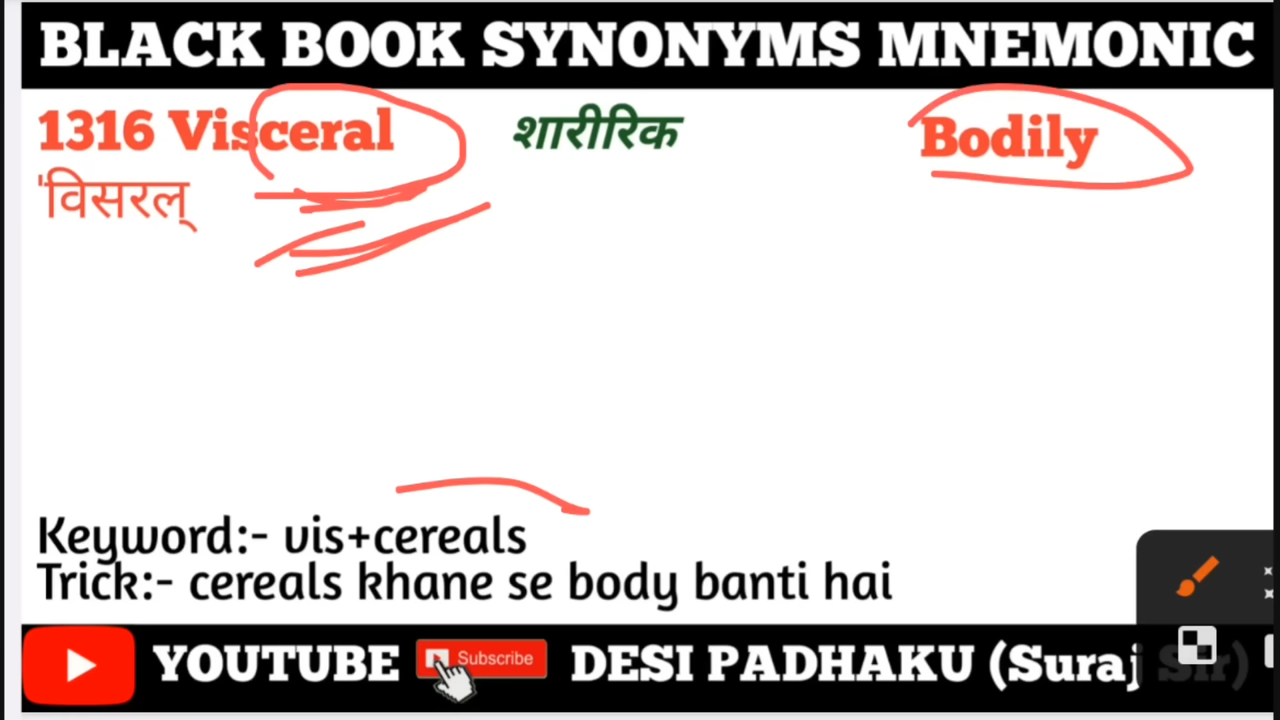 BLACK BOOK SYNONYMS MNEMONIC
1316 Visceral शारीरिक Bodily
'विसरल्
Keyword:- vis+cereals
Trick:- cereals khane se body banti hai
YOUTUBE Subscribe DESI PADHAKU (Suraj Sir)